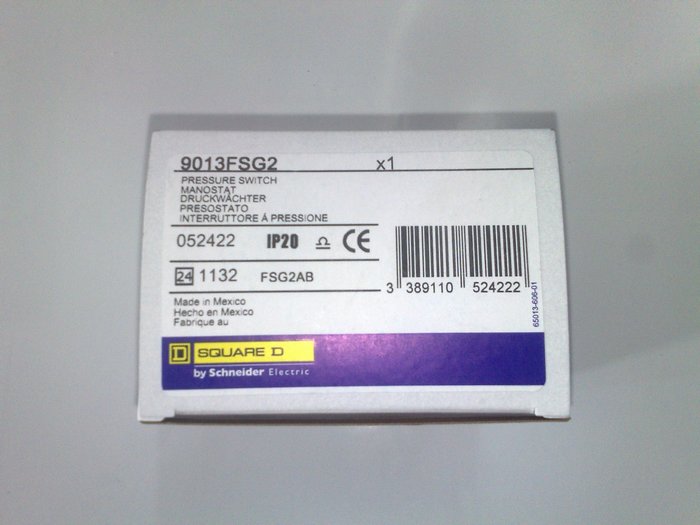 9013FSG2 x1
PRESSURE SWITCH
MANOSTAT
DRUCKWÄCHTER
PRESOSTATO
INTERRUTTORE Á PRESSIONE
052422 IP20 CE
24 1132 FSG2AB
3 389110 524222
65013-606-01
Made in Mexico
Hecho en Mexico
Fabrique au
D SQUARE D
by Schneider Electric